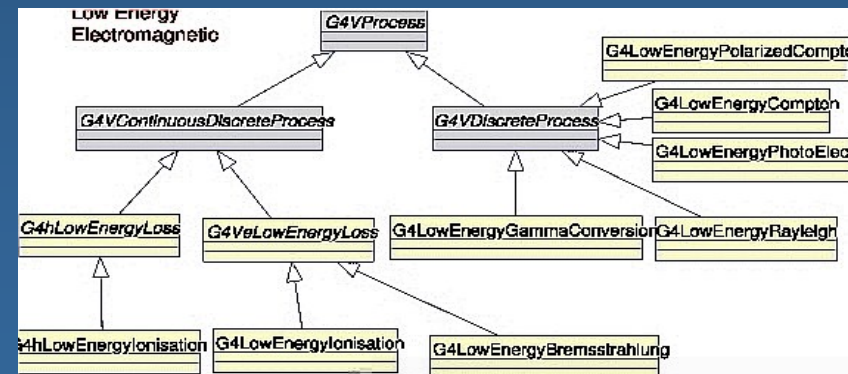 Low Energy
Electromagnetic
G4VProcess
G4LowEnergyPolarizedCompto
G4LowEnergyCompton
G4LowEnergyPhotoElec
G4VContinuousDiscreteProcess
G4VDiscreteProcess
G4hLowEnergyLoss
G4VeLowEnergyLoss
G4LowEnergyGammaConversion
G4LowEnergyRayleigh
G4hLowEnergyIonisation
G4LowEnergyIonisation
G4LowEnergyBremsstrahlung